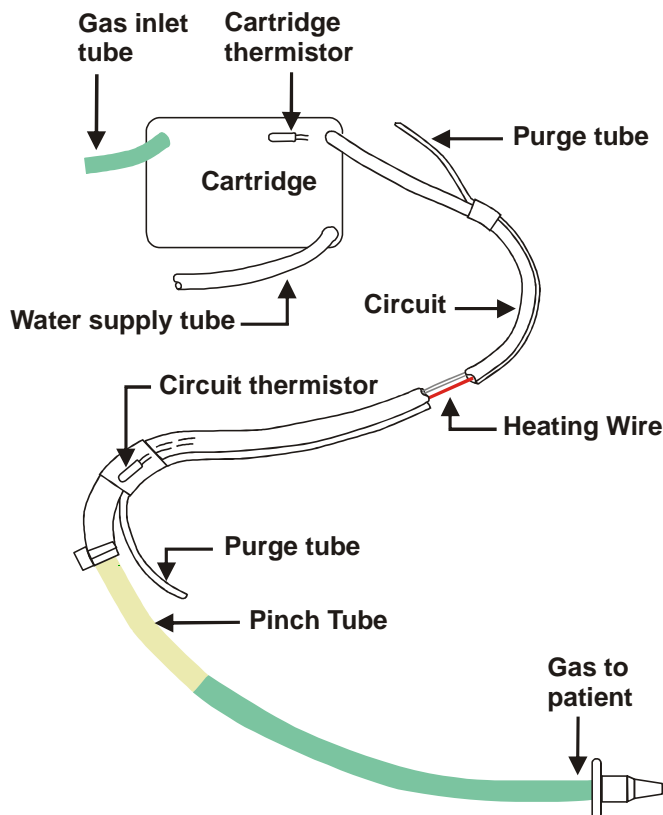 Gas inlet
tube
Cartridge
thermistor
Purge tube
Cartridge
Water supply tube
Circuit
Circuit thermistor
Heating Wire
Purge tube
Pinch Tube
Gas to
patient